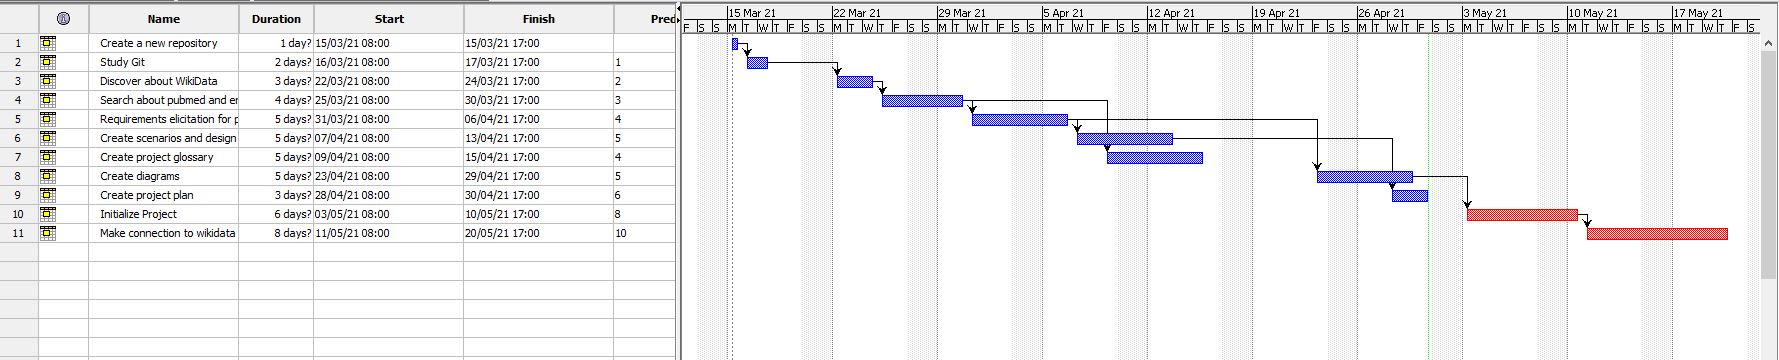 Name Duration Start Finish Pred
1 Create a new repository 1 day? 15/03/21 08:00 15/03/21 17:00
2 Study Git 2 days? 16/03/21 08:00 17/03/21 17:00 1
3 Discover about WikiData 3 days? 22/03/21 08:00 24/03/21 17:00 2
4 Search about pubmed and er 4 days? 25/03/21 08:00 30/03/21 17:00 3
5 Requirements elicitation for p 5 days? 31/03/21 08:00 06/04/21 17:00 4
6 Create scenarios and design 5 days? 07/04/21 08:00 13/04/21 17:00 5
7 Create project glossary 5 days? 09/04/21 08:00 15/04/21 17:00 4
8 Create diagrams 5 days? 23/04/21 08:00 29/04/21 17:00 5
9 Create project plan 3 days? 28/04/21 08:00 30/04/21 17:00 6
10 Initialize Project 6 days? 03/05/21 08:00 10/05/21 17:00 8
11 Make connection to wikidata 8 days? 11/05/21 08:00 20/05/21 17:00 10
15 Mar 21 22 Mar 21 29 Mar 21 5 Apr 21 12 Apr 21 19 Apr 21 26 Apr 21 3 May 21 10 May 21 17 May 21
F S S M T W T F S S M T W T F S S M T W T F S S M T W T F S S M T W T F S S M T W T F S S M T W T F S S M T W T F S S M T W T F S S M T W T F S